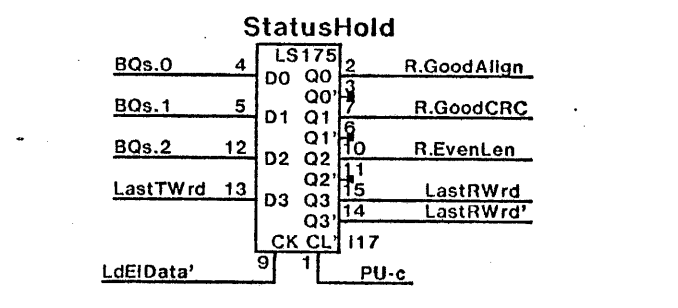 StatusHold
LS175
BQs.0 4 D0 Q0 2 R.GoodAlign
Q0' 3
BQs.1 5 D1 Q1 7 R.GoodCRC
Q1' 6
BQs.2 12 D2 Q2 10 R.EvenLen
Q2' 11
LastTWrd 13 D3 Q3 15 LastRWrd
Q3' 14 LastRWrd'
CK CL' i17
9 1
LdEIData' PU-c